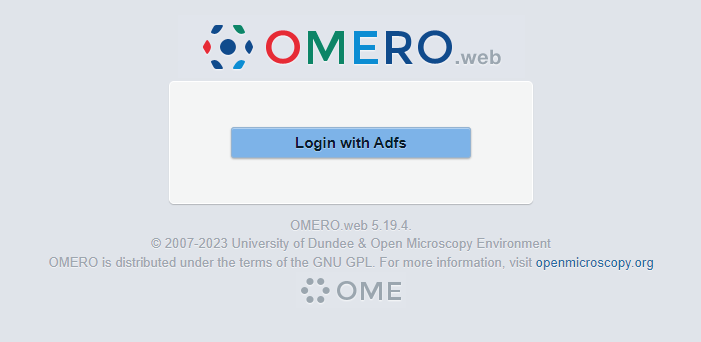 OMERO.web
Login with Adfs
OMERO.web 5.19.4.
© 2007-2023 University of Dundee & Open Microscopy Environment
OMERO is distributed under the terms of the GNU GPL. For more information, visit openmicroscopy.org
OME